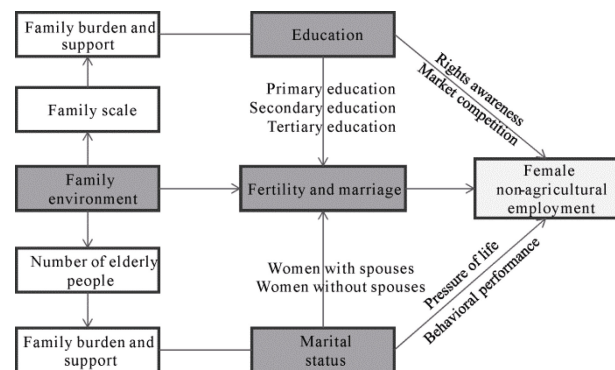 Family burden and
support
Education
Rights awareness
Market competition
Primary education
Secondary education
Tertiary education
Family scale
Family
environment
Fertility and marriage
Female
non-agricultural
employment
Number of elderly
people
Women with spouses
Women without spouses
Pressure of life
Behavioral performance
Family burden and
support
Marital
status